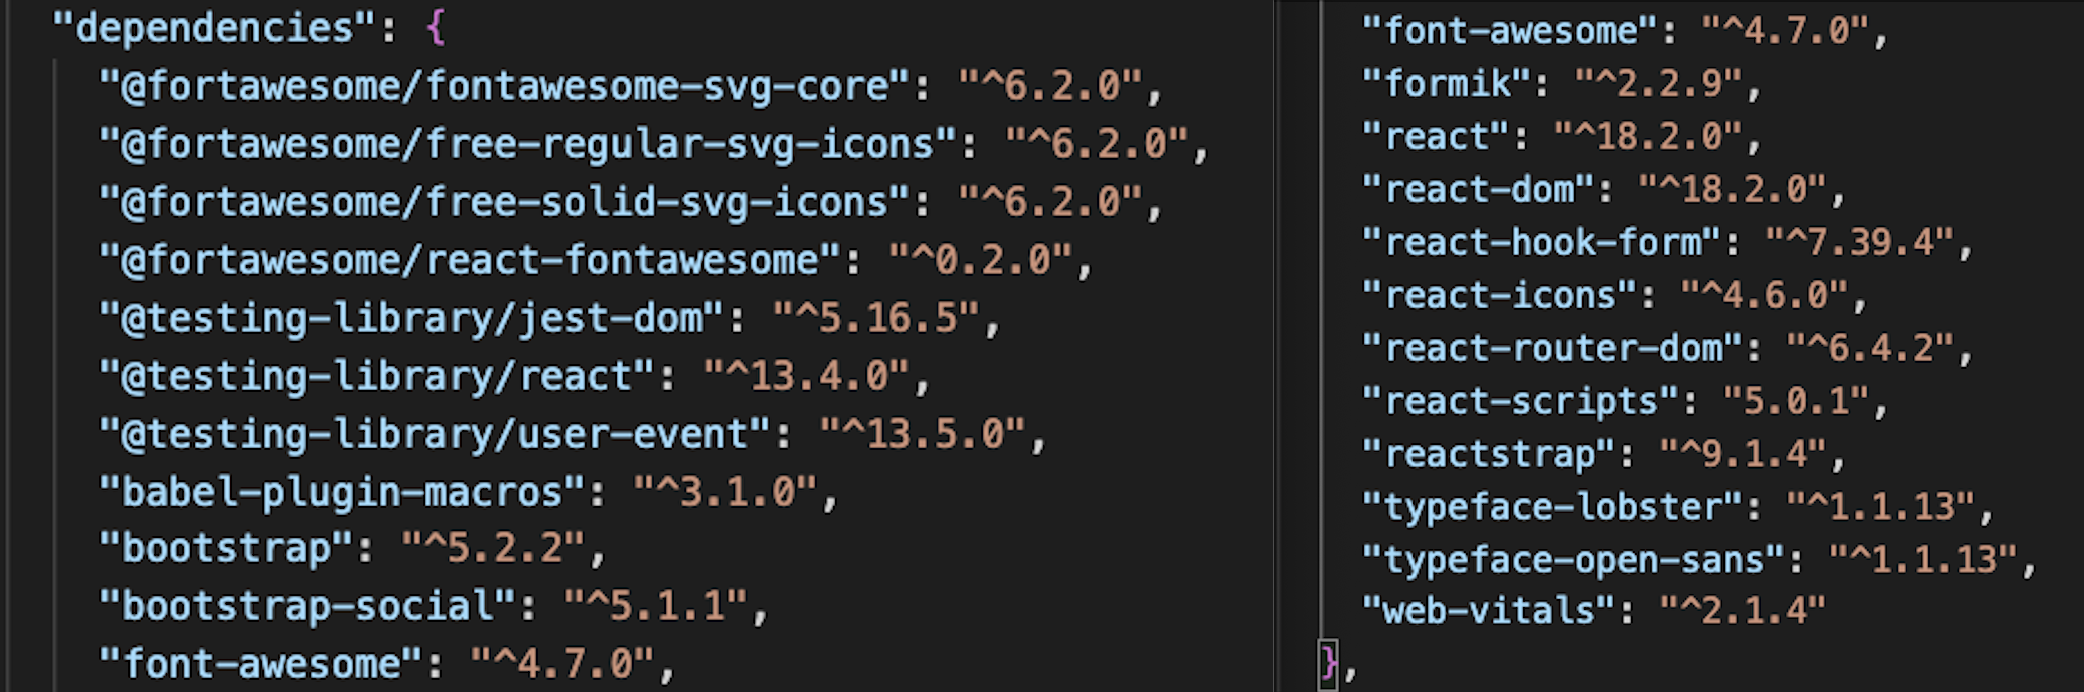 "dependencies": {
"@fortawesome/fontawesome-svg-core": "^6.2.0",
"@fortawesome/free-regular-svg-icons": "^6.2.0",
"@fortawesome/free-solid-svg-icons": "^6.2.0",
"@fortawesome/react-fontawesome": "^0.2.0",
"@testing-library/jest-dom": "^5.16.5",
"@testing-library/react": "^13.4.0",
"@testing-library/user-event": "^13.5.0",
"babel-plugin-macros": "^3.1.0",
"bootstrap": "^5.2.2",
"bootstrap-social": "^5.1.1",
"font-awesome": "^4.7.0",
"font-awesome": "^4.7.0",
"formik": "^2.2.9",
"react": "^18.2.0",
"react-dom": "^18.2.0",
"react-hook-form": "^7.39.4",
"react-icons": "^4.6.0",
"react-router-dom": "^6.4.2",
"react-scripts": "5.0.1",
"reactstrap": "^9.1.4",
"typeface-lobster": "^1.1.13",
"typeface-open-sans": "^1.1.13",
"web-vitals": "^2.1.4"
},